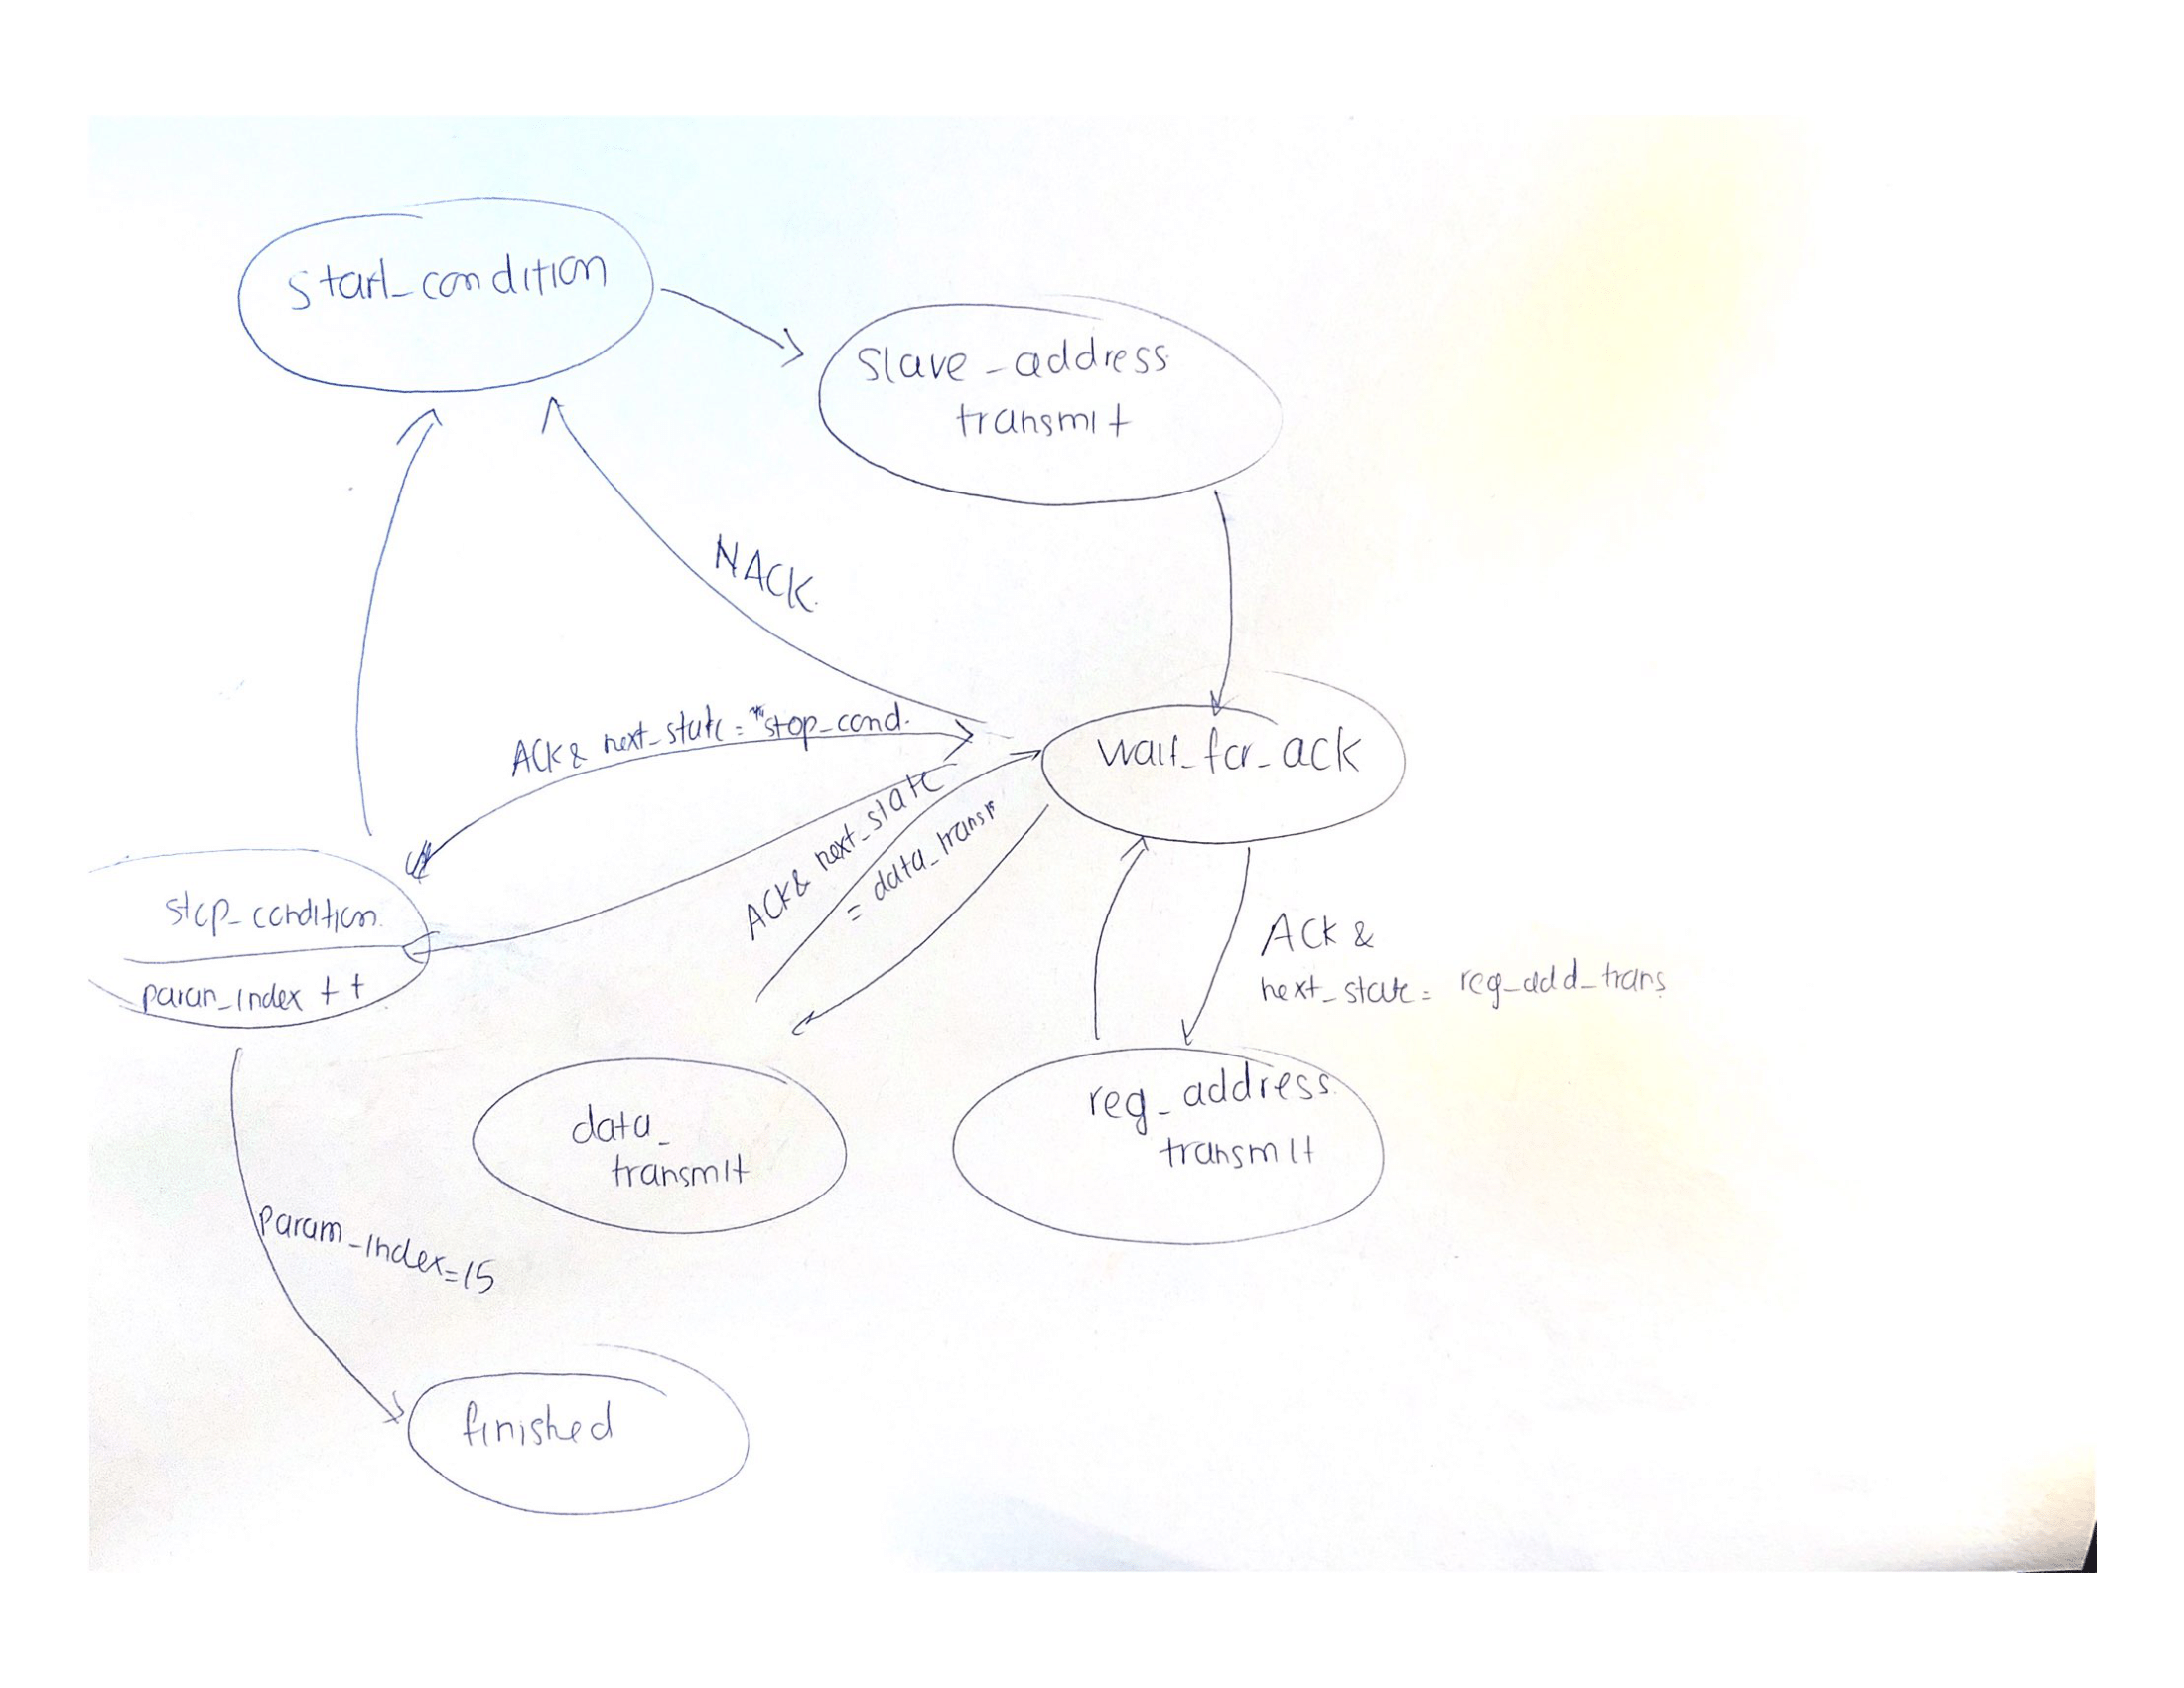 start_condition
slave_address
transmit
NACK.
ACK & next_state = "stop_cond.
wait_for_ack
ACK & next_state
= data_transm
stop_condition.
param_index ++
ACK &
next_state = reg_add_trans
data_
transmit
reg_address.
transmit
param_index=15
finished